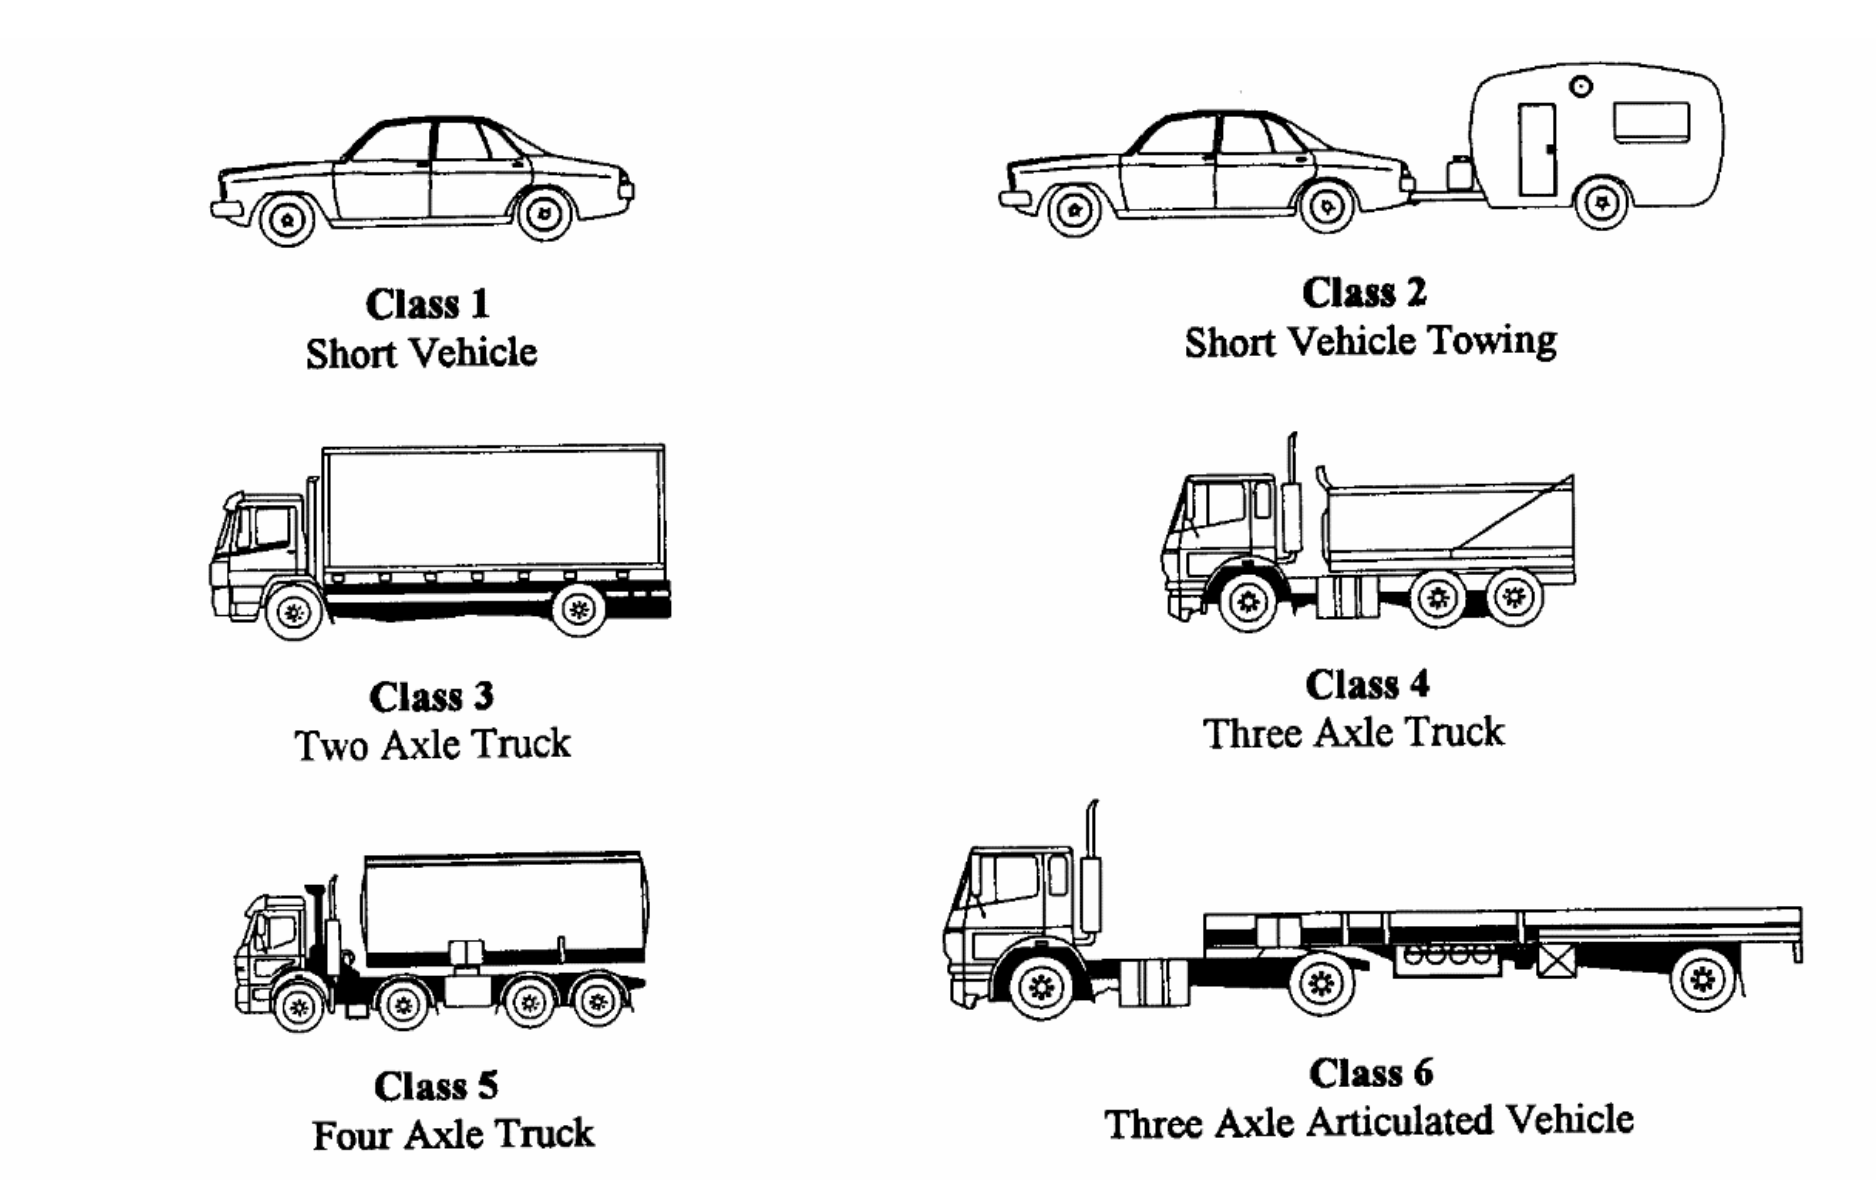 Class 1
Short Vehicle
Class 2
Short Vehicle Towing
Class 3
Two Axle Truck
Class 4
Three Axle Truck
Class 5
Four Axle Truck
Class 6
Three Axle Articulated Vehicle